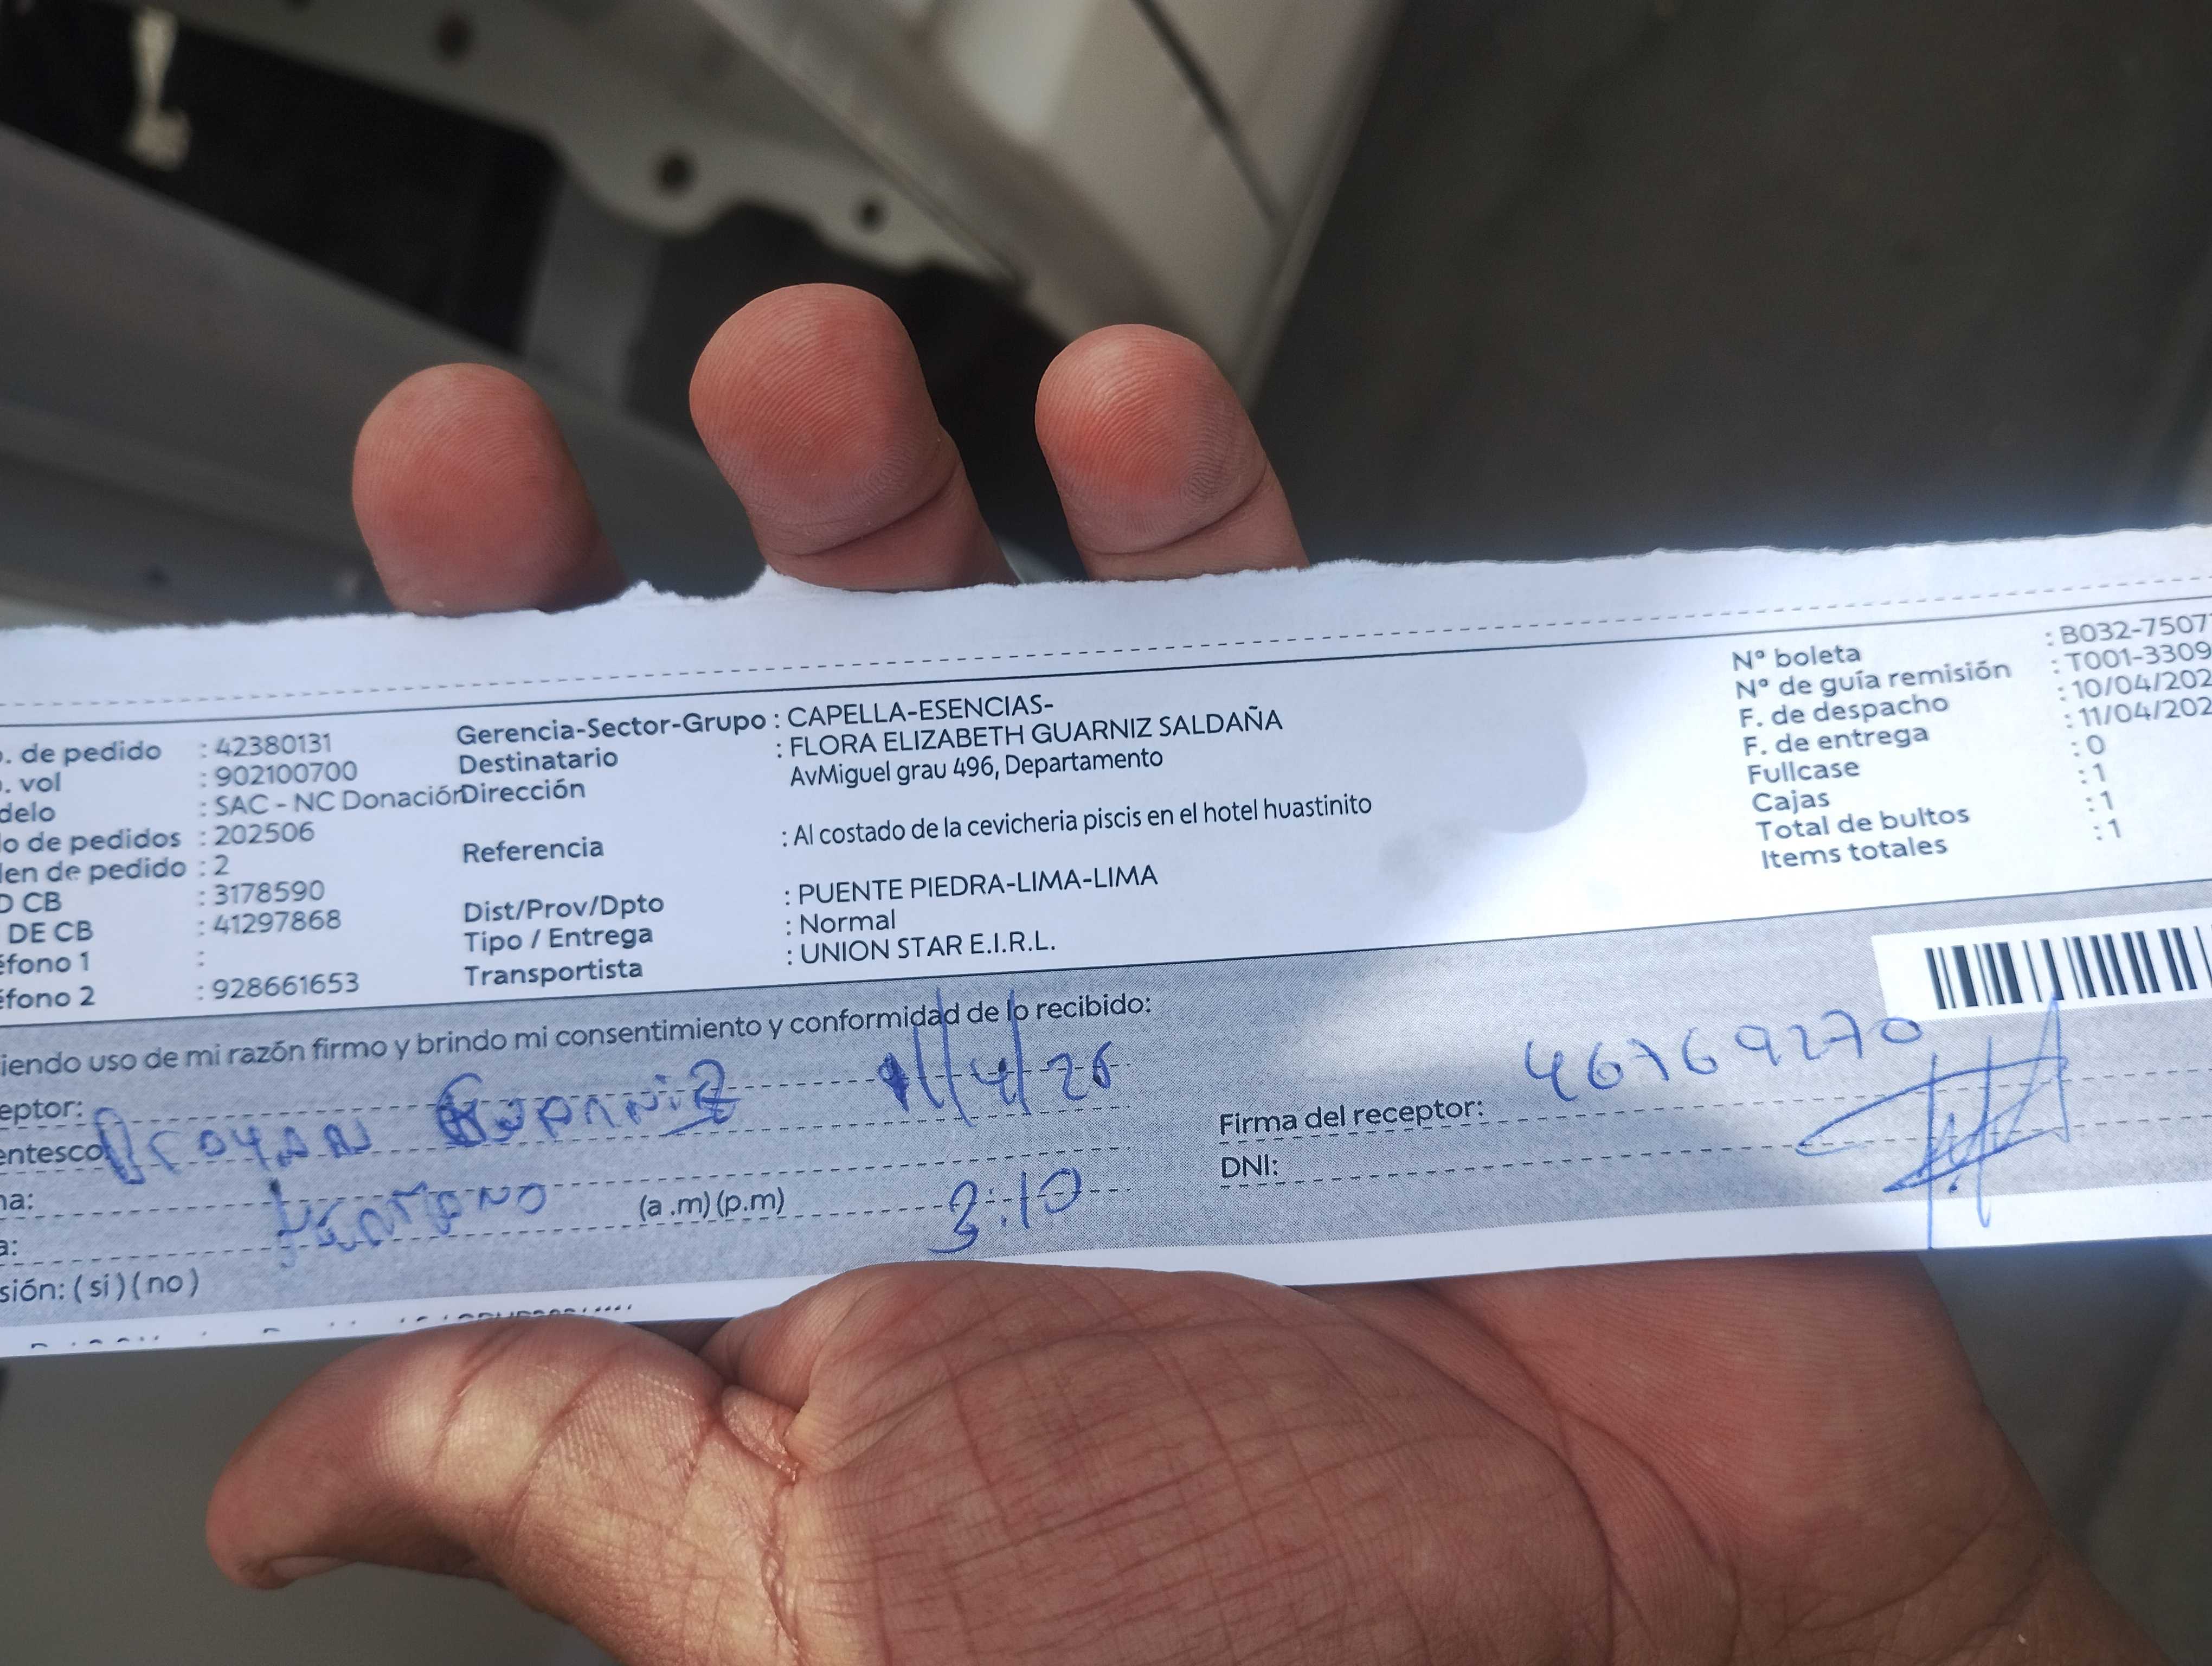 o. de pedido : 42380131
o. vol : 902100700
delo : SAC - NC Donación
o de pedidos : 202506
den de pedido : 2
D CB : 3178590
DE CB : 41297868
éfono 1 :
éfono 2 : 928661653
Gerencia-Sector-Grupo : CAPELLA-ESENCIAS-
Destinatario : FLORA ELIZABETH GUARNIZ SALDAÑA
Dirección AvMiguel grau 496, Departamento
Referencia : Al costado de la cevicheria piscis en el hotel huastinito
Dist/Prov/Dpto : PUENTE PIEDRA-LIMA-LIMA
Tipo / Entrega : Normal
Transportista : UNION STAR E.I.R.L.
Nº boleta : B032-7507
Nº de guía remisión : T001-3309
F. de despacho : 10/04/202
F. de entrega : 11/04/202
Fullcase : 0
Cajas : 1
Total de bultos : 1
Items totales : 1
iendo uso de mi razón firmo y brindo mi consentimiento y conformidad de lo recibido:
eptor: Guarniz
entesco
na: Hermano (a .m) (p.m) 3:10
a:
sión: ( si ) ( no )
46769270
Firma del receptor:
DNI: